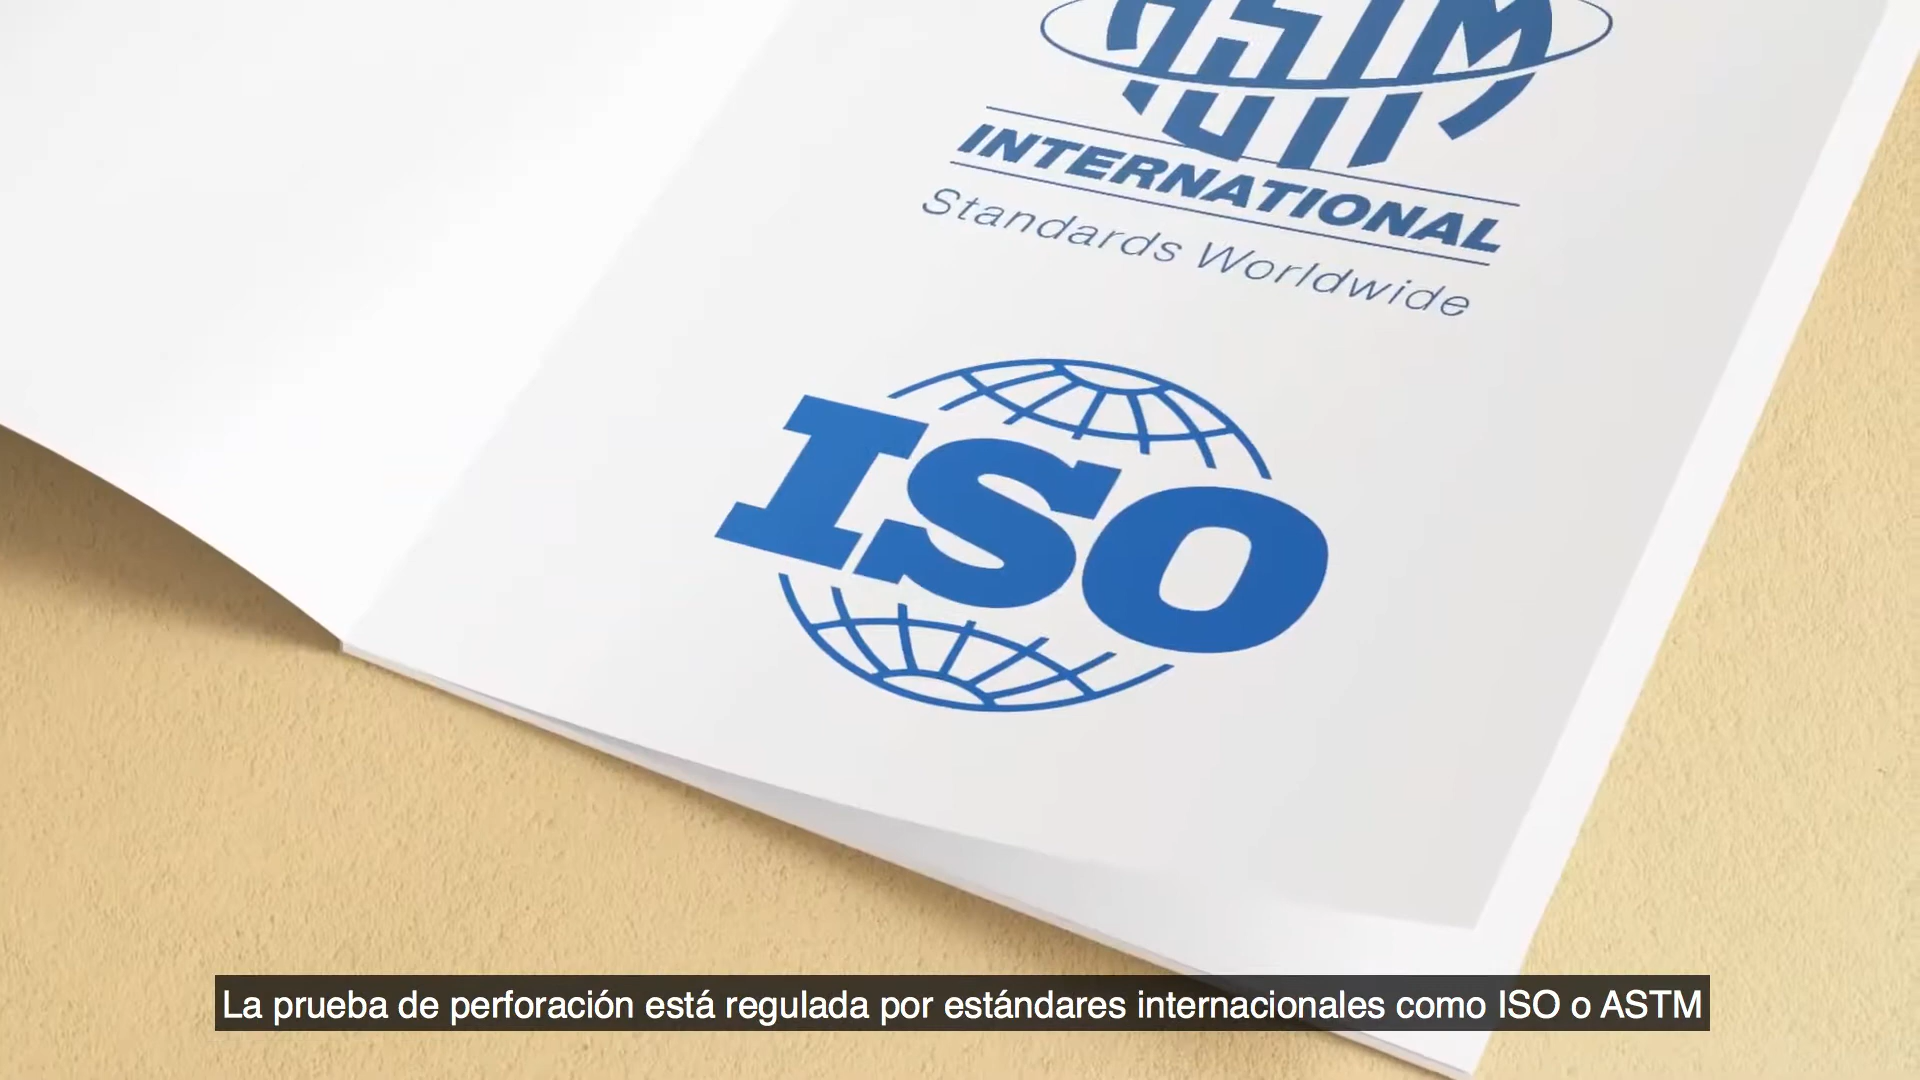 ASTM
INTERNATIONAL
Standards Worldwide
ISO
La prueba de perforación está regulada por estándares internacionales como ISO o ASTM